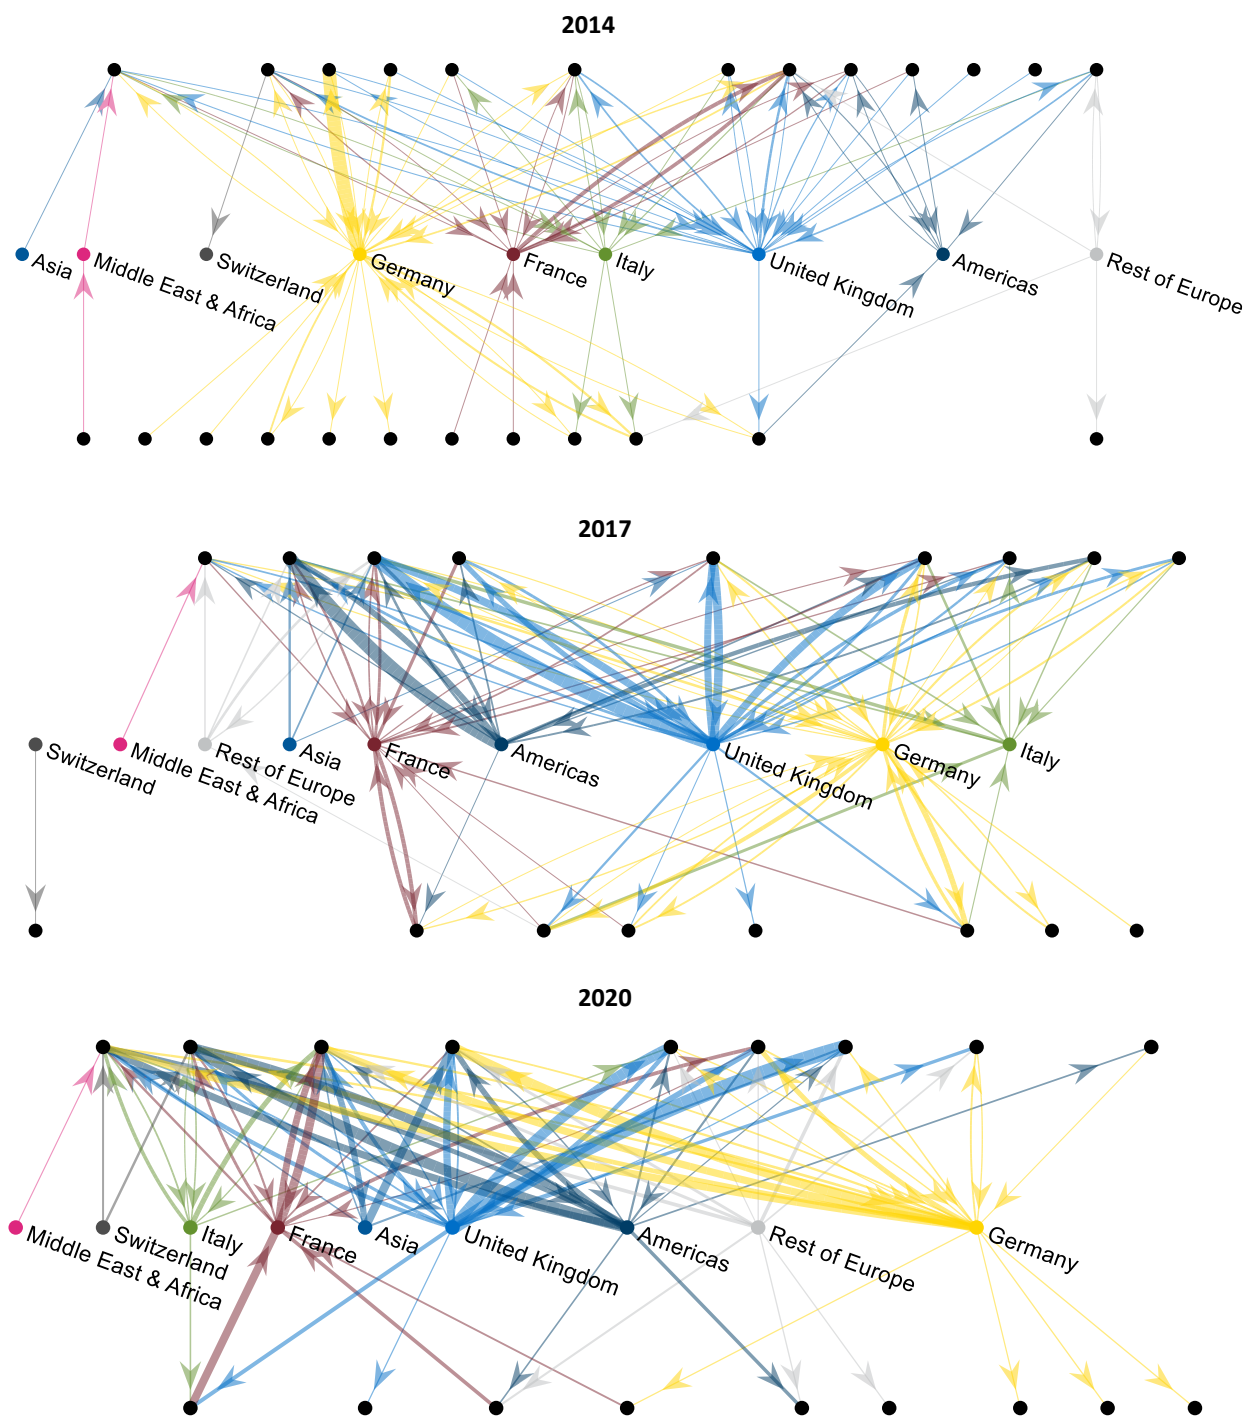 2014
Asia
Middle East & Africa
Switzerland
Germany
France
Italy
United Kingdom
Americas
Rest of Europe
2017
Switzerland
Middle East & Africa
Rest of Europe
Asia
France
Americas
United Kingdom
Germany
Italy
2020
Middle East & Africa
Switzerland
Italy
France
Asia
United Kingdom
Americas
Rest of Europe
Germany